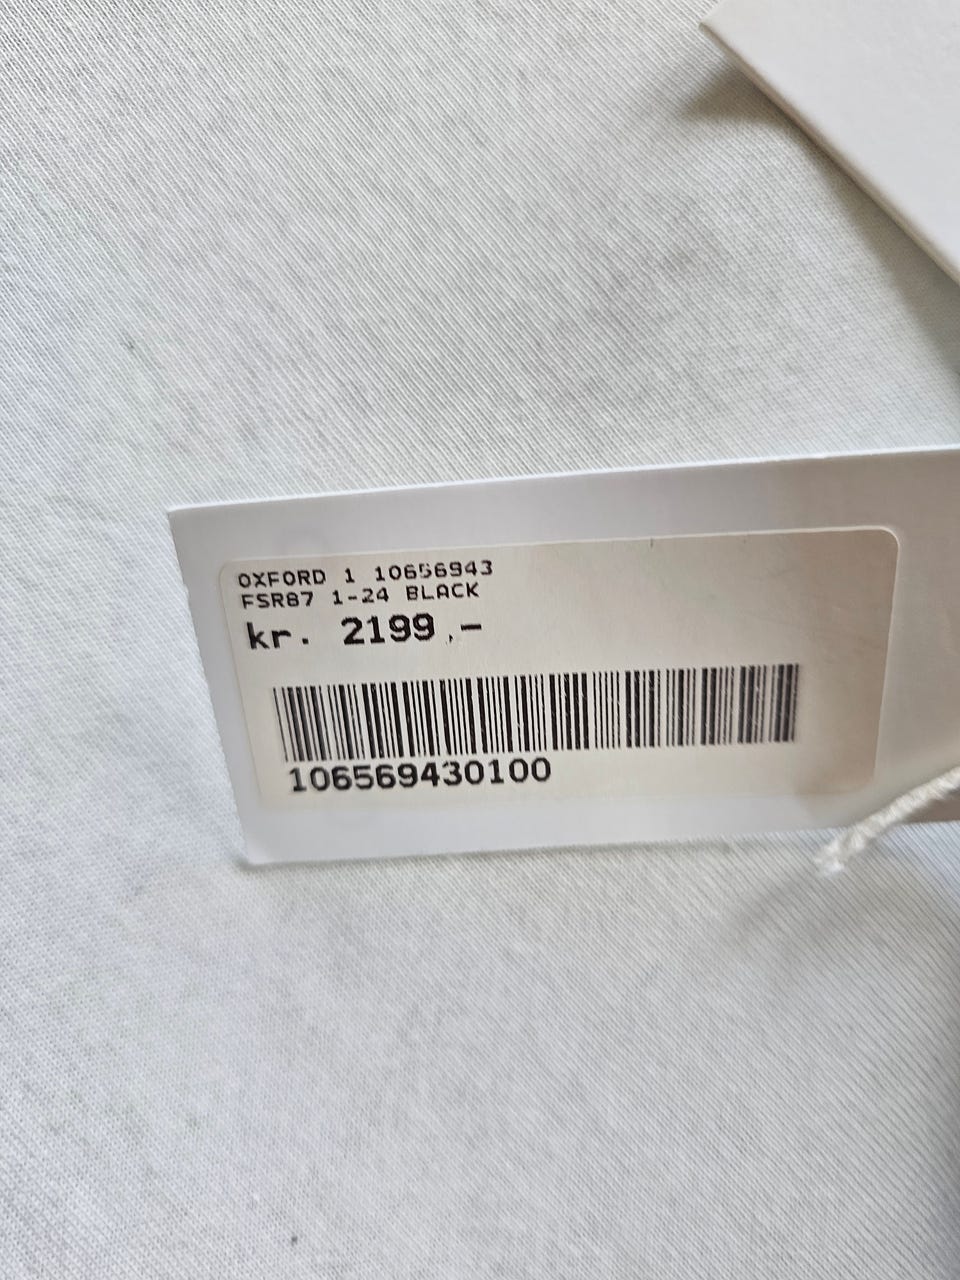 OXFORD 1 10656943
FSR87 1-24 BLACK
kr. 2199,-
106569430100